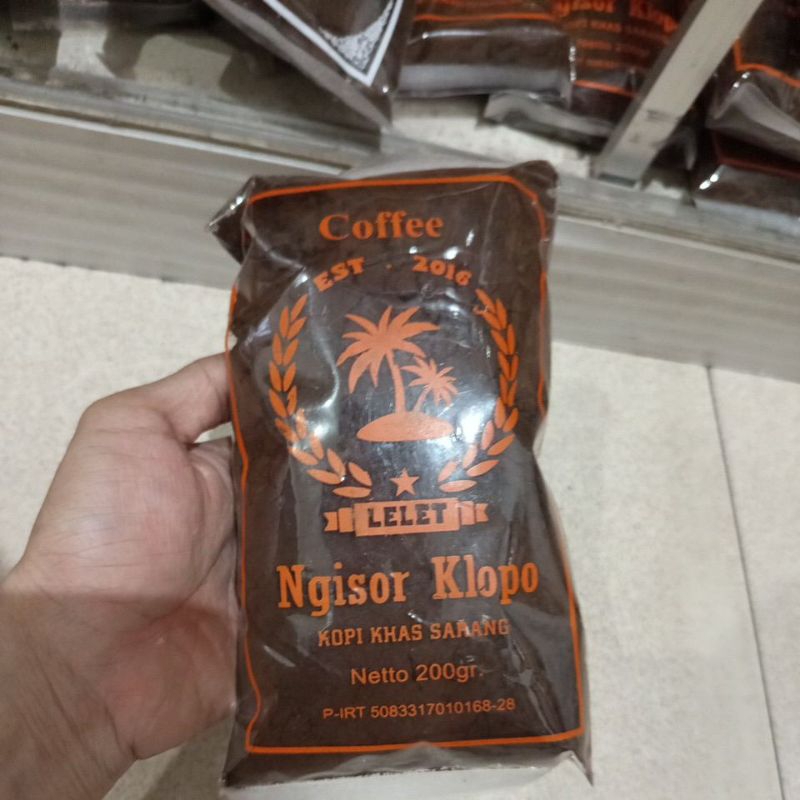 Coffee
EST · 2016
LELET
Ngisor Klopo
KOPI KHAS SARANG
Netto 200gr.
P-IRT 5083317010168-28